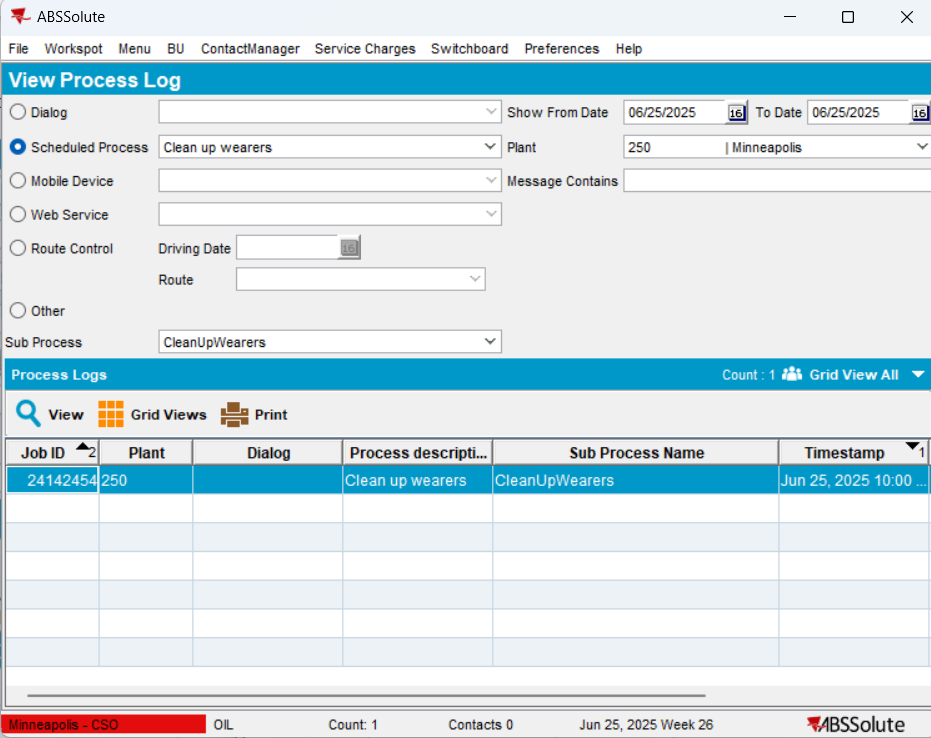 ABSSolute
File Workspot Menu BU ContactManager Service Charges Switchboard Preferences Help
View Process Log
Dialog Show From Date 06/25/2025 16 To Date 06/25/2025 16
Scheduled Process Clean up wearers Plant 250 | Minneapolis
Mobile Device Message Contains
Web Service
Route Control Driving Date 16
Route
Other
Sub Process CleanUpWearers
Process Logs Count : 1 Grid View All
View Grid Views Print
Job ID 2 Plant Dialog Process descripti... Sub Process Name Timestamp 1
24142454 250 Clean up wearers CleanUpWearers Jun 25, 2025 10:00 ...
Minneapolis - CSO OIL Count: 1 Contacts 0 Jun 25, 2025 Week 26 ABSSolute